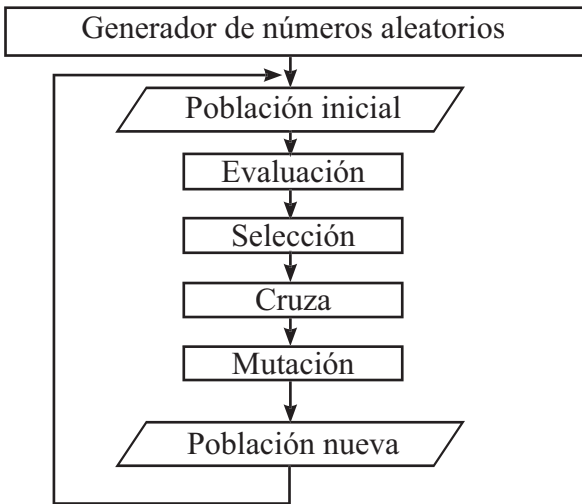 Generador de números aleatorios
Población inicial
Evaluación
Selección
Cruza
Mutación
Población nueva